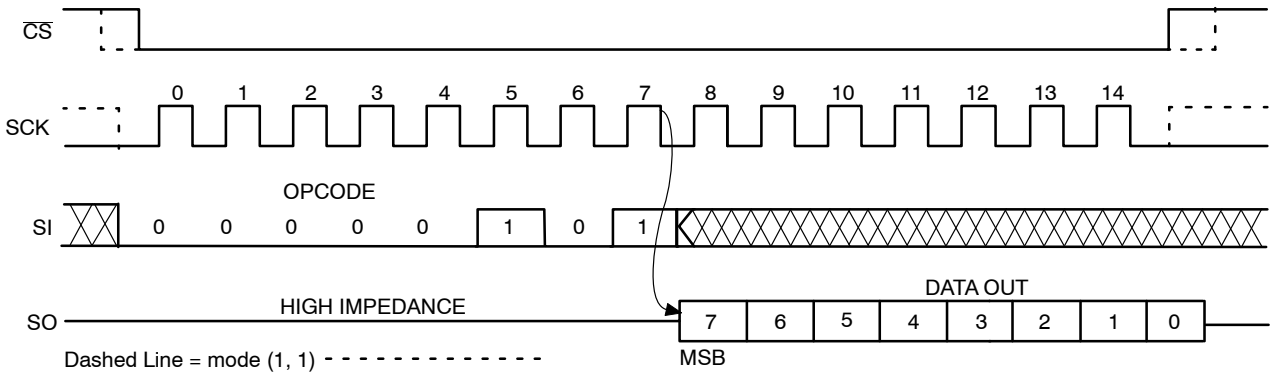 CS
0 1 2 3 4 5 6 7 8 9 10 11 12 13 14
SCK
OPCODE
SI 0 0 0 0 0 1 0 1
DATA OUT
HIGH IMPEDANCE
SO 7 6 5 4 3 2 1 0
Dashed Line = mode (1, 1) MSB